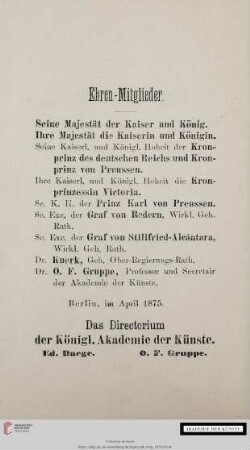 Ehren-Mitglieder.
Seine Majestät der Kaiser und König.
Ihre Majestät die Kaiserin und Königin.
Seine Kaiserl. und Königl. Hoheit der Kron-
prinz des deutschen Reichs und Kron-
prinz von Preussen.
Ihre Kaiserl. und Königl. Hoheit die Kron-
prinzessin Victoria.
Se. K. H. der Prinz Karl von Preussen.
Se. Exc. der Graf von Redern, Wirkl. Geh.
Rath.
Se. Exc. der Graf von Stillfried-Alcántara,
Wirkl. Geh. Rath.
Dr. Knerk, Geh. Ober-Regierungs-Rath.
Dr. O. F. Gruppe, Professor und Secretair
der Akademie der Künste.
Berlin, im April 1875.
Das Directorium
der Königl. Akademie der Künste.
Ed. Daege. O. F. Gruppe.
AKADEMIE DER KÜNSTE